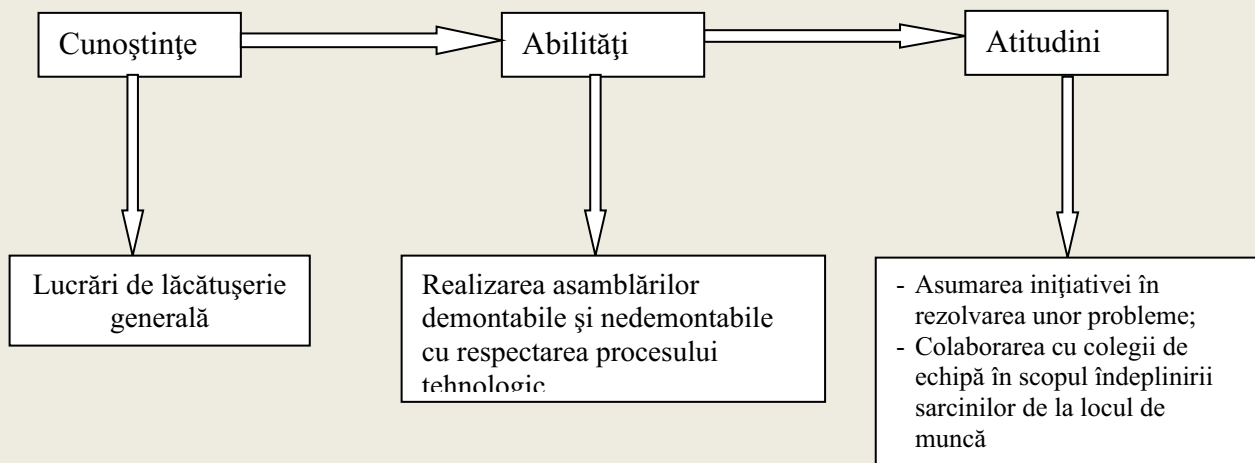 Cunoştinţe
Abilităţi
Atitudini
Lucrări de lăcătuşerie
generală
Realizarea asamblărilor
demontabile şi nedemontabile
cu respectarea procesului
tehnologic
- Asumarea iniţiativei în
rezolvarea unor probleme;
- Colaborarea cu colegii de
echipă în scopul îndeplinirii
sarcinilor de la locul de
muncă